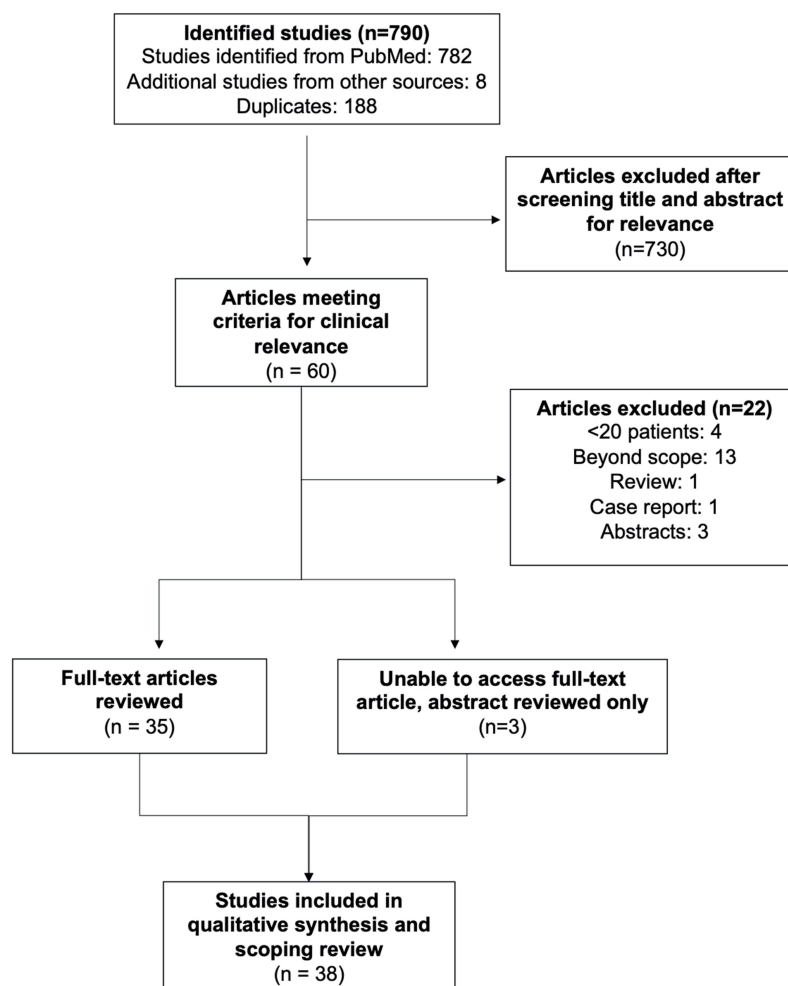 Identified studies (n=790)
Studies identified from PubMed: 782
Additional studies from other sources: 8
Duplicates: 188
Articles excluded after
screening title and abstract
for relevance
(n=730)
Articles meeting
criteria for clinical
relevance
(n = 60)
Articles excluded (n=22)
<20 patients: 4
Beyond scope: 13
Review: 1
Case report: 1
Abstracts: 3
Full-text articles
reviewed
(n = 35)
Unable to access full-text
article, abstract reviewed only
(n=3)
Studies included in
qualitative synthesis and
scoping review
(n = 38)